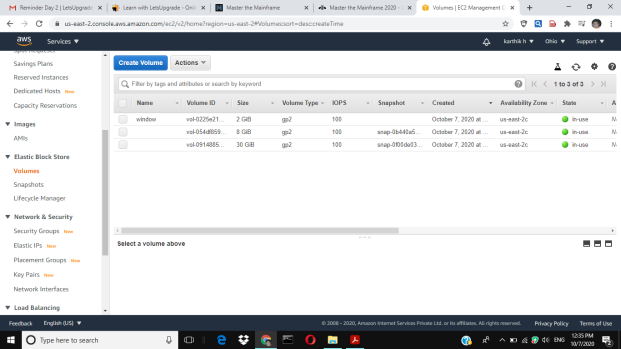 Reminder Day 2 | LetsUpgrade
Learn with LetsUpgrade - Onli
Master the Mainframe
Master the Mainframe 2020 -
Volumes | EC2 Management
us-east-2.console.aws.amazon.com/ec2/v2/home?region=us-east-2#Volumes:sort=desc:createTime
aws
Services
karthik h
Ohio
Support
Savings Plans
Reserved Instances
Dedicated Hosts New
Capacity Reservations
Images
AMIs
Elastic Block Store
Volumes
Snapshots
Lifecycle Manager
Network & Security
Security Groups New
Elastic IPs New
Placement Groups New
Key Pairs New
Network Interfaces
Load Balancing
Create Volume
Actions
Filter by tags and attributes or search by keyword
1 to 3 of 3
Name Volume ID Size Volume Type IOPS Snapshot Created Availability Zone State A
window vol-0225e21... 2 GiB gp2 100 October 7, 2020 at ... us-east-2c in-use
vol-054df859... 8 GiB gp2 100 snap-0b440a5... October 7, 2020 at ... us-east-2c in-use
vol-0914885... 30 GiB gp2 100 snap-0f00de03... October 7, 2020 at ... us-east-2c in-use
Select a volume above
Feedback
English (US)
© 2008 - 2020, Amazon Internet Services Private Ltd. or its affiliates. All rights reserved.
Privacy Policy
Terms of Use
Type here to search
ENG
12:35 PM
10/7/2020